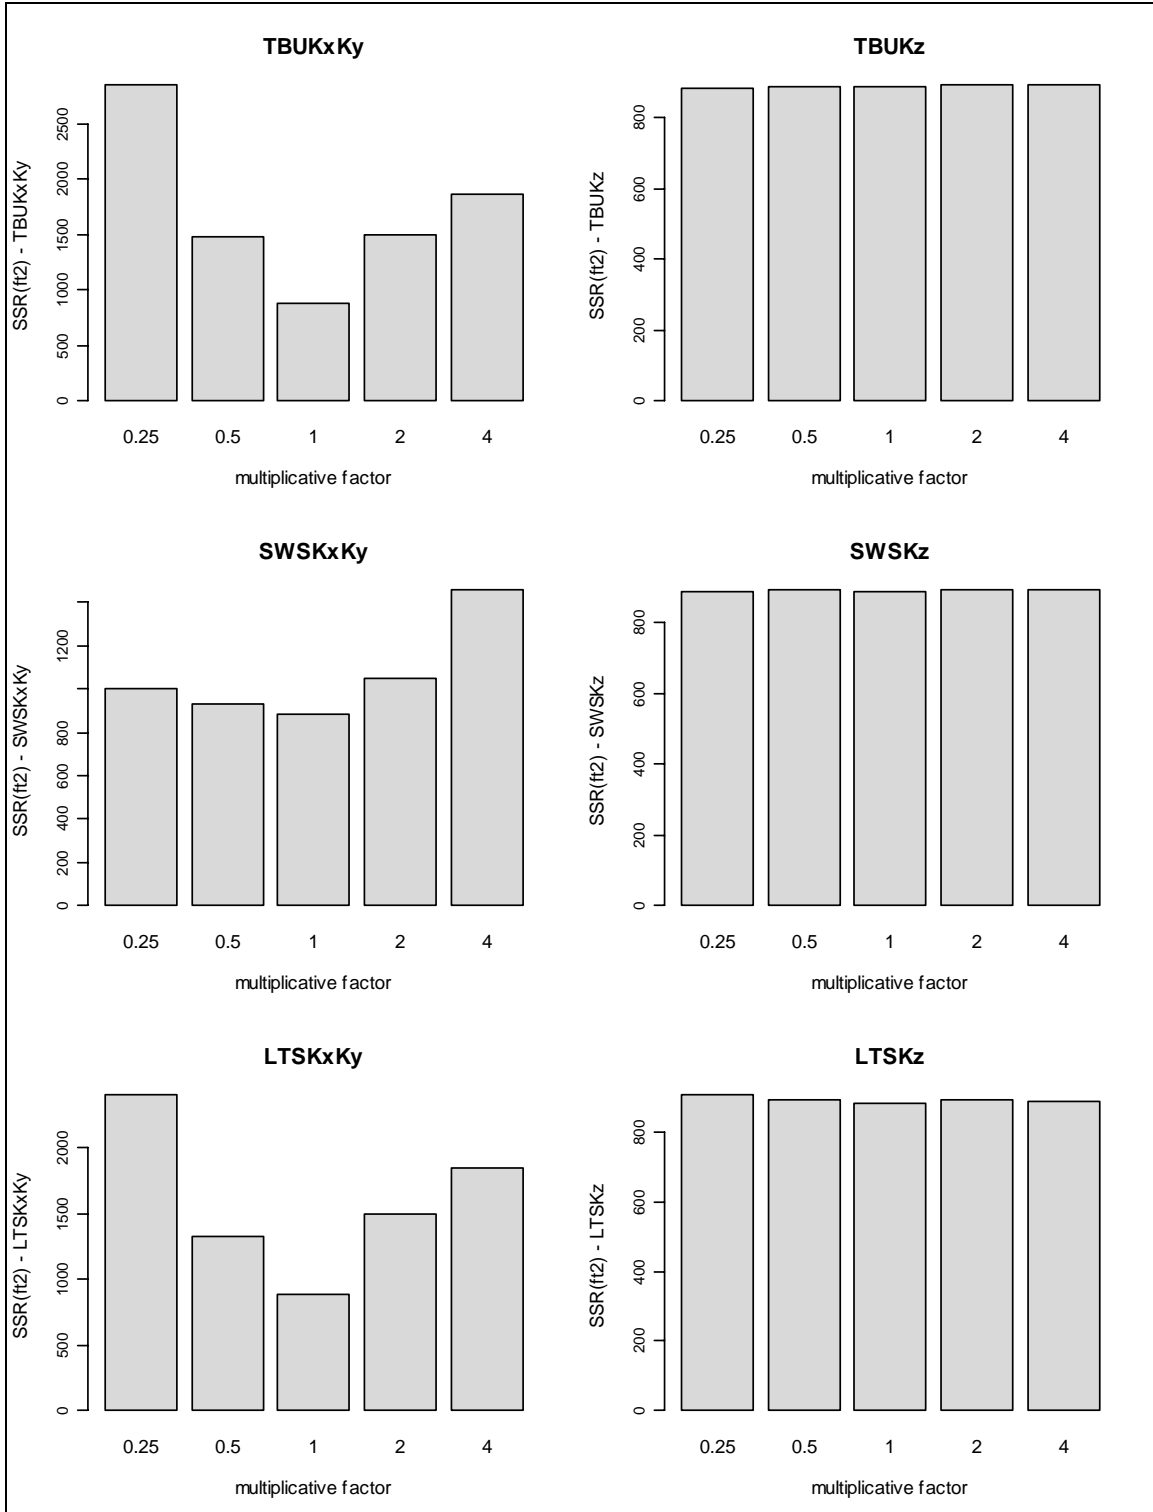 TBUKxKy
SSR(ft2) - TBUKxKy
2500
2000
1500
1000
500
0
0.25 0.5 1 2 4
multiplicative factor
TBUKz
SSR(ft2) - TBUKz
800
600
400
200
0
0.25 0.5 1 2 4
multiplicative factor
SWSKxKy
SSR(ft2) - SWSKxKy
1200
800
600
400
200
0
0.25 0.5 1 2 4
multiplicative factor
SWSKz
SSR(ft2) - SWSKz
800
600
400
200
0
0.25 0.5 1 2 4
multiplicative factor
LTSKxKy
SSR(ft2) - LTSKxKy
2000
1500
1000
500
0
0.25 0.5 1 2 4
multiplicative factor
LTSKz
SSR(ft2) - LTSKz
800
600
400
200
0
0.25 0.5 1 2 4
multiplicative factor